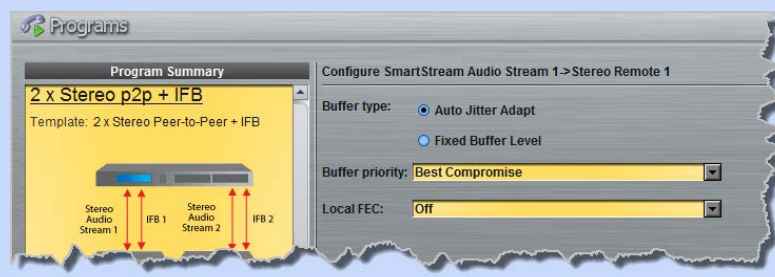 Programs
Program Summary
2 x Stereo p2p + IFB
Template: 2 x Stereo Peer-to-Peer + IFB
Stereo
Audio
Stream 1
IFB 1
Stereo
Audio
Stream 2
IFB 2
Configure SmartStream Audio Stream 1->Stereo Remote 1
Buffer type:
Auto Jitter Adapt
Fixed Buffer Level
Buffer priority: Best Compromise
Local FEC: Off